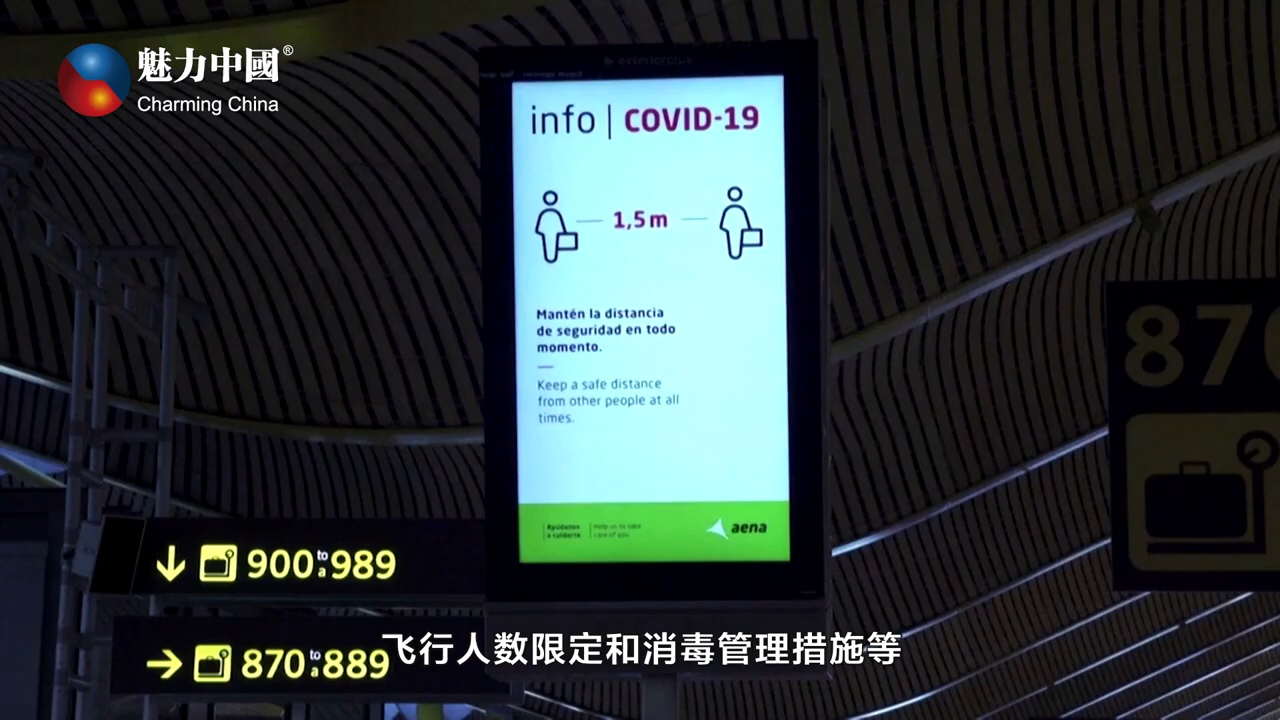 魅力中國®
Charming China
exterior plus
info | COVID-19
1,5 m
Mantén la distancia
de seguridad en todo
momento.
Keep a safe distance
from other people at all
times.
Ayúdanos
a cuidarte
Help us to take
care of you
aena
870
900 to a 989
870 to a 889
飞行人数限定和消毒管理措施等